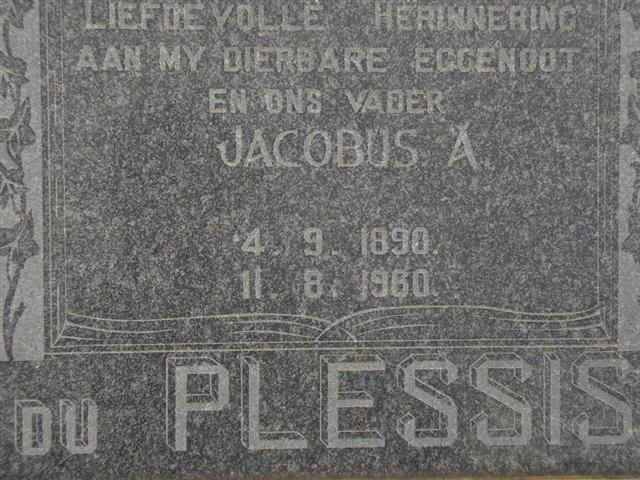 LIEFDEVOLLE HERINNERING
AAN MY DIERBARE EGGENOOT
EN ONS VADER
JACOBUS A.
4. 9. 1890.
11. 8. 1960.
DU PLESSIS